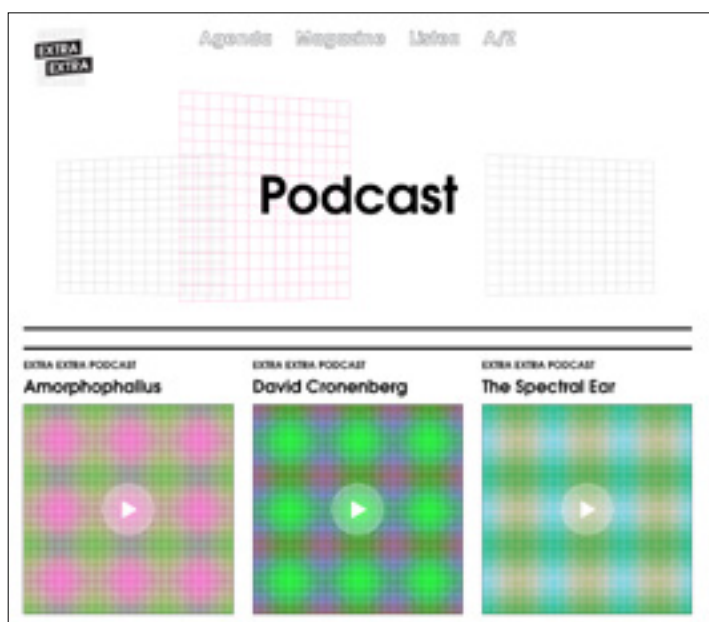 EXTRA
EXTRA
Agenda Magazine Listen A/Z
Podcast
EXTRA EXTRA PODCAST
Amorphophallus
EXTRA EXTRA PODCAST
David Cronenberg
EXTRA EXTRA PODCAST
The Spectral Ear